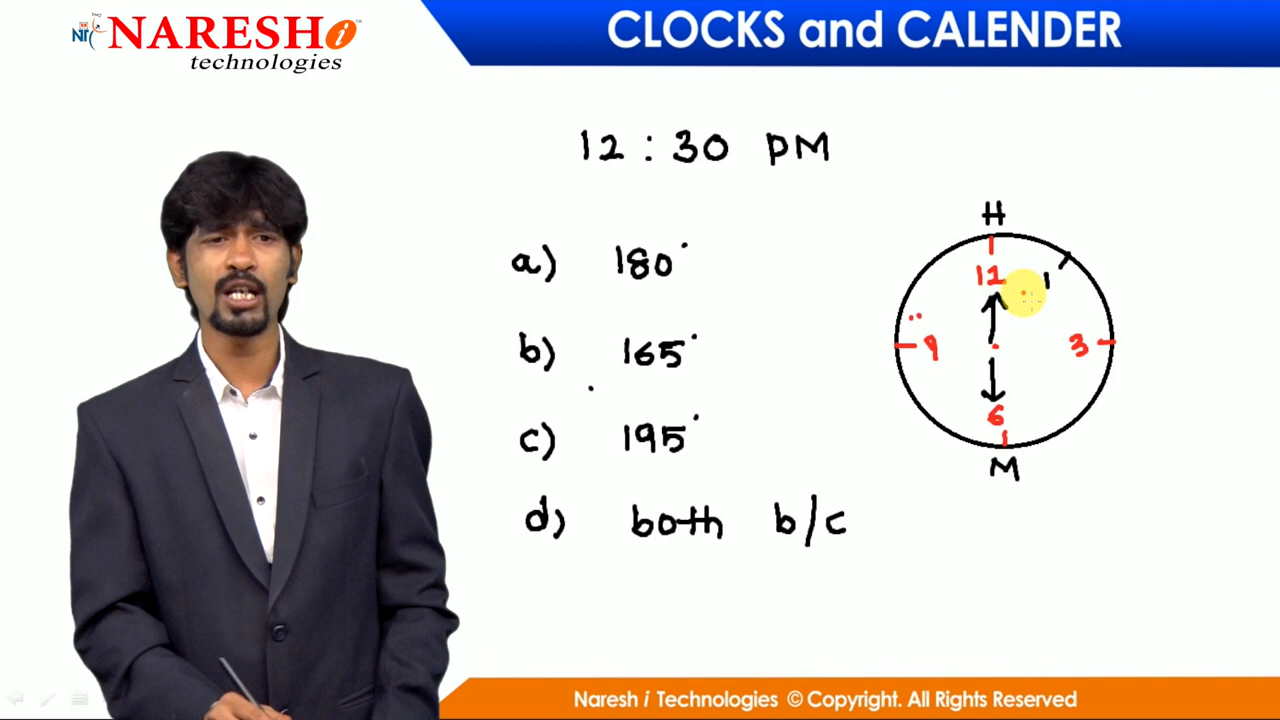 NARESH i
technologies
CLOCKS and CALENDER
12 : 30 PM
a) 180°
b) 165°
c) 195°
d) both b/c
H
12
1
9
3
6
M
Naresh i Technologies © Copyright. All Rights Reserved